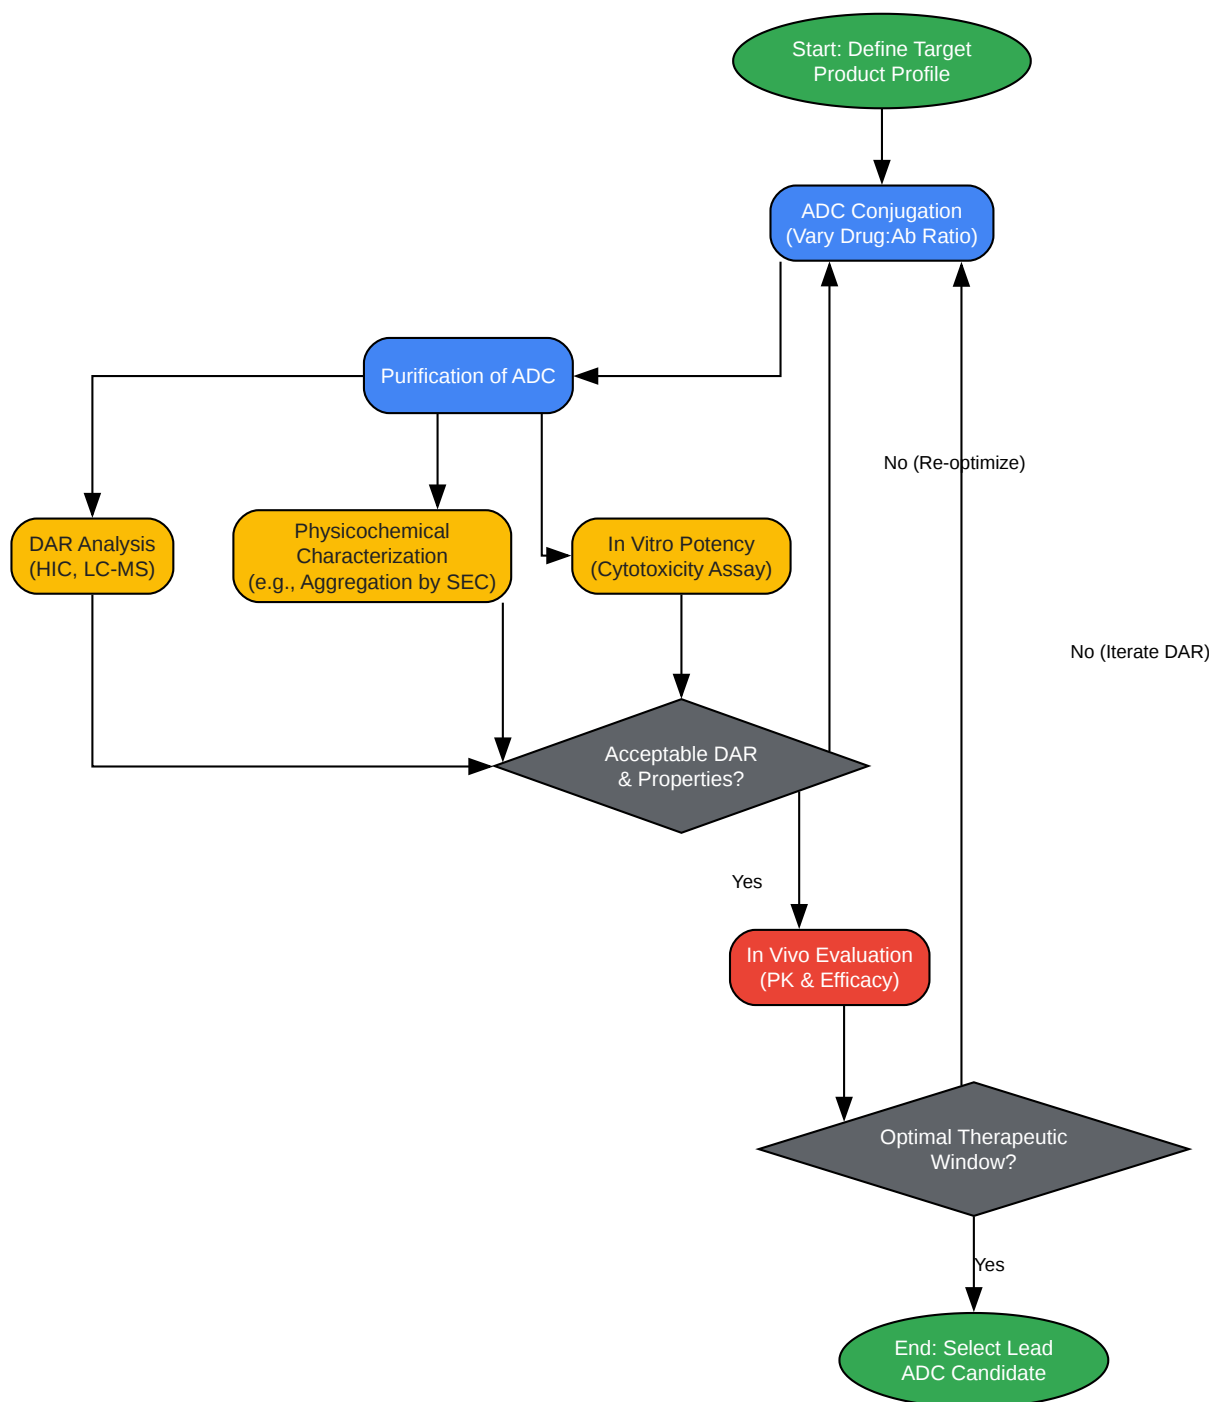 Start: Define Target
Product Profile
ADC Conjugation
(Vary Drug:Ab Ratio)
Purification of ADC
No (Re-optimize)
DAR Analysis
(HIC, LC-MS)
Physicochemical
Characterization
(e.g., Aggregation by SEC)
In Vitro Potency
(Cytotoxicity Assay)
No (Iterate DAR)
Acceptable DAR
& Properties?
Yes
In Vivo Evaluation
(PK & Efficacy)
Optimal Therapeutic
Window?
Yes
End: Select Lead
ADC Candidate